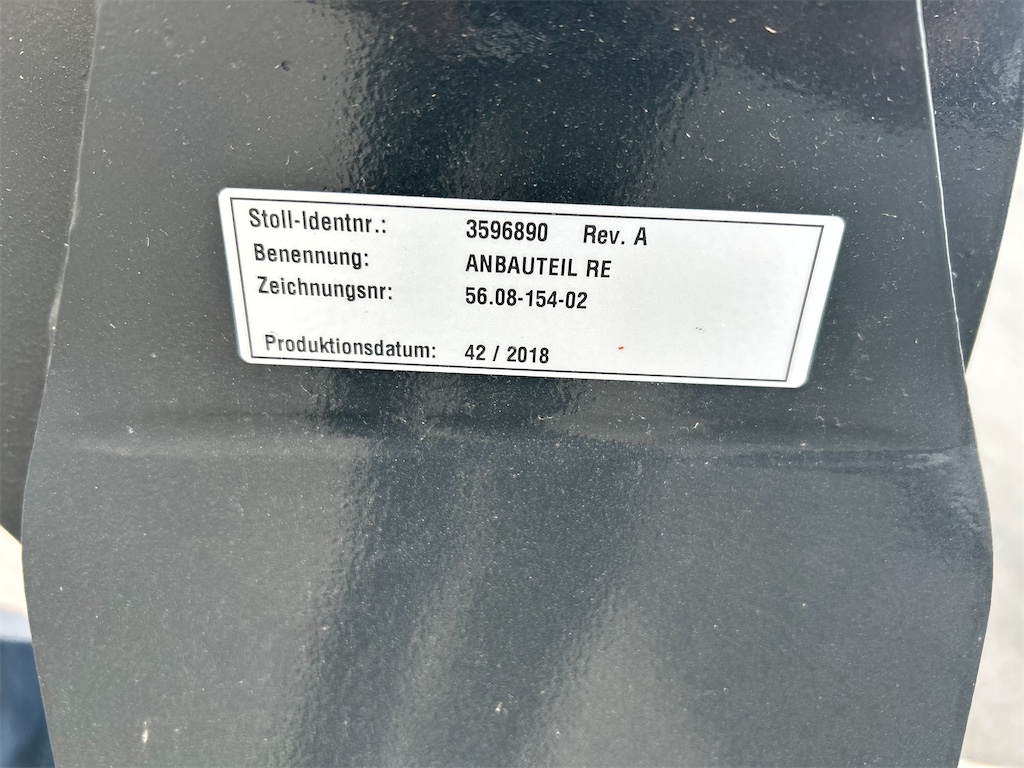 Stoll-Identnr.: 3596890 Rev. A
Benennung: ANBAUTEIL RE
Zeichnungsnr: 56.08-154-02
Produktionsdatum: 42 / 2018